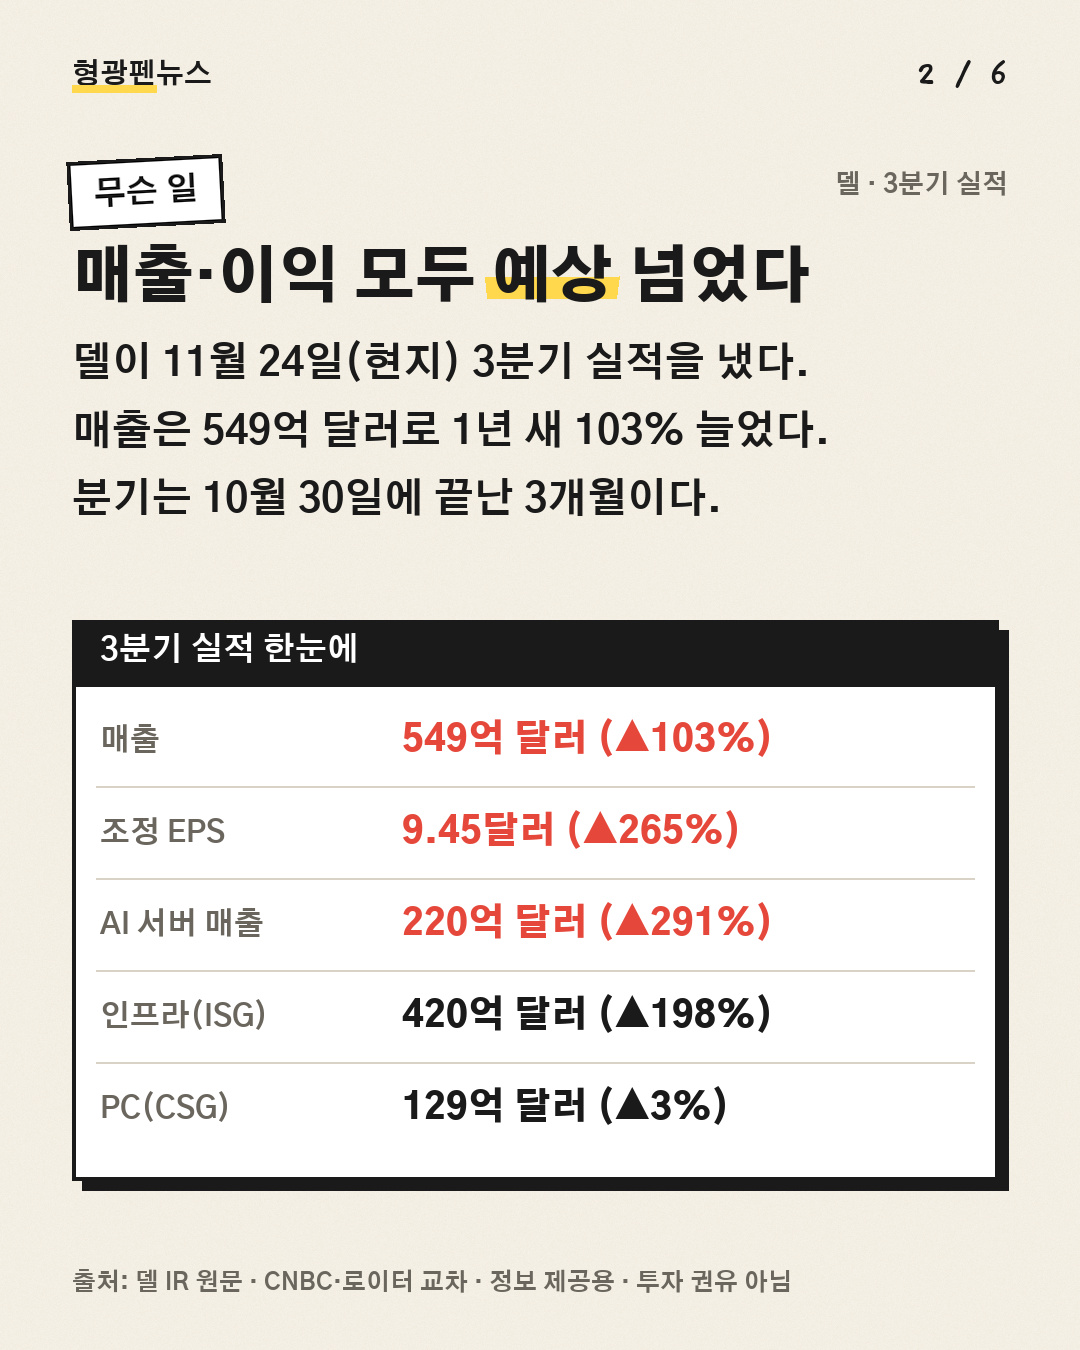 형광펜뉴스
2 / 6
무슨 일
델 · 3분기 실적
매출·이익 모두 예상 넘었다
델이 11월 24일(현지) 3분기 실적을 냈다.
매출은 549억 달러로 1년 새 103% 늘었다.
분기는 10월 30일에 끝난 3개월이다.
3분기 실적 한눈에
매출 549억 달러 (▲103%)
조정 EPS 9.45달러 (▲265%)
AI 서버 매출 220억 달러 (▲291%)
인프라(ISG) 420억 달러 (▲198%)
PC(CSG) 129억 달러 (▲3%)
출처: 델 IR 원문 · CNBC·로이터 교차 · 정보 제공용 · 투자 권유 아님